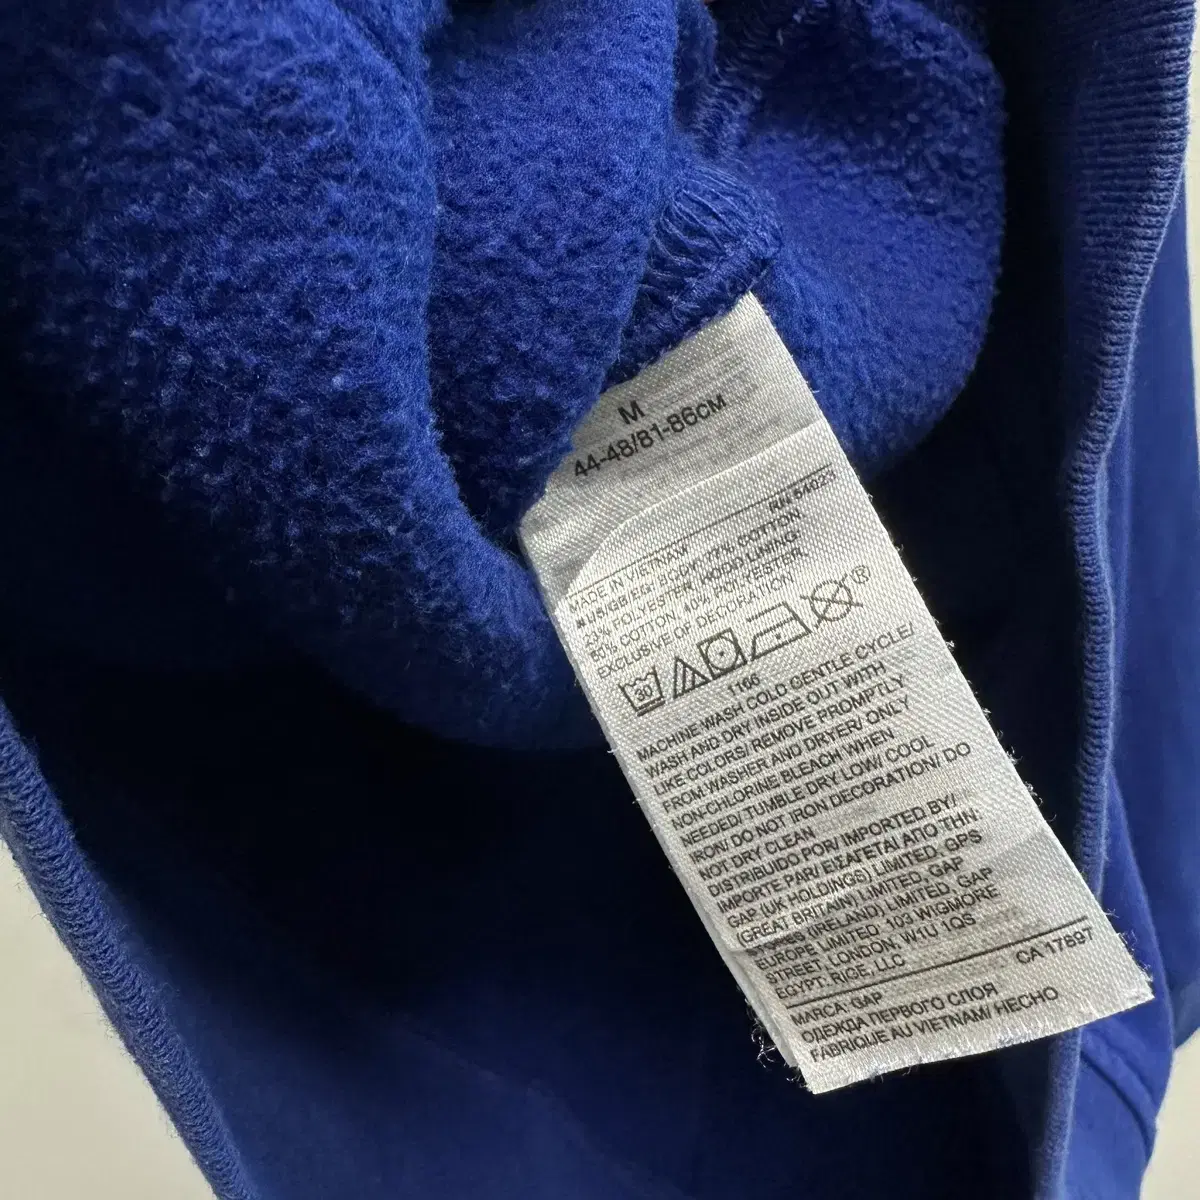 M
44-48/81-86CM
RN 54023
MADE IN VIETNAM
US/GB/EG: BODY: 77% COTTON
23% POLYESTER. HOOD LINING:
60% COTTON, 40% POLYESTER.
EXCLUSIVE OF DECORATION
30
®
1166
MACHINE WASH COLD GENTLE CYCLE/
WASH AND DRY INSIDE OUT WITH
LIKE COLORS/ REMOVE PROMPTLY
FROM WASHER AND DRYER/ ONLY
NON-CHLORINE BLEACH WHEN
NEEDED/ TUMBLE DRY LOW/ COOL
IRON/ DO NOT IRON DECORATION/ DO
NOT DRY CLEAN
DISTRIBUIDO POR/ IMPORTED BY/
IMPORTE PAR/ ΕΙΣΑΓΕΤΑΙ ΑΠΟ ΤΗΝ:
GAP (UK HOLDINGS) LIMITED, GPS
(GREAT BRITAIN) LIMITED, GAP
(IRELAND) LIMITED, GAP
EUROPE LIMITED: 103 WIGMORE
STREET, LONDON, W1U 1QS
EGYPT: RIGE, LLC
CA 17897
MARCA: GAP
ОДЕЖДА ПЕРВОГО СЛОЯ
FABRIQUE AU VIETNAM/ HECHO